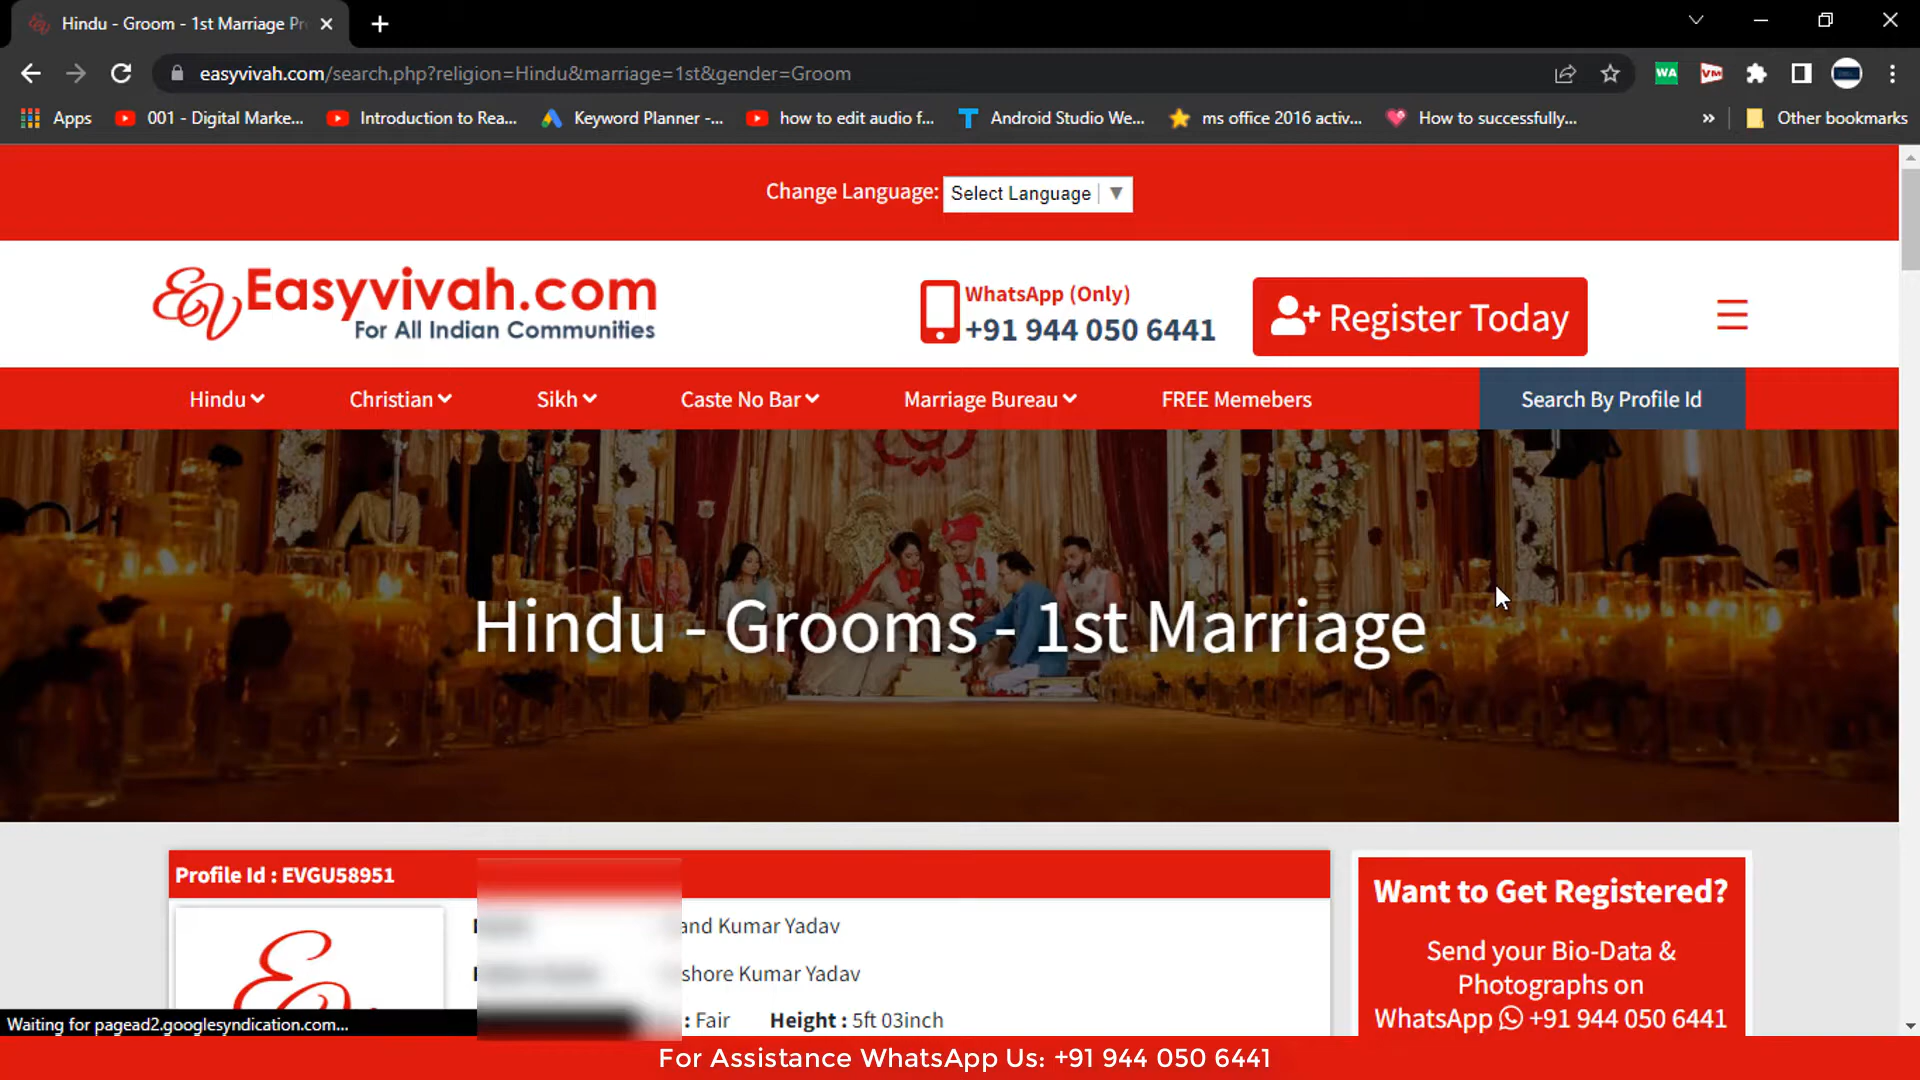 Hindu - Groom - 1st Marriage Pr
easyvivah.com/search.php?religion=Hindu&marriage=1st&gender=Groom
WA
VM
Apps
001 - Digital Marke...
Introduction to Rea...
Keyword Planner -...
how to edit audio f...
Android Studio We...
ms office 2016 activ...
How to successfully...
»
Other bookmarks
Change Language:
Select Language
Easyvivah.com
For All Indian Communities
WhatsApp (Only)
+91 944 050 6441
Register Today
Hindu
Christian
Sikh
Caste No Bar
Marriage Bureau
FREE Memebers
Search By Profile Id
Hindu - Grooms - 1st Marriage
Profile Id : EVGU58951
and Kumar Yadav
shore Kumar Yadav
: Fair
Height : 5ft 03inch
Want to Get Registered?
Send your Bio-Data &
Photographs on
WhatsApp +91 944 050 6441
Waiting for pagead2.googlesyndication.com...
For Assistance WhatsApp Us: +91 944 050 6441